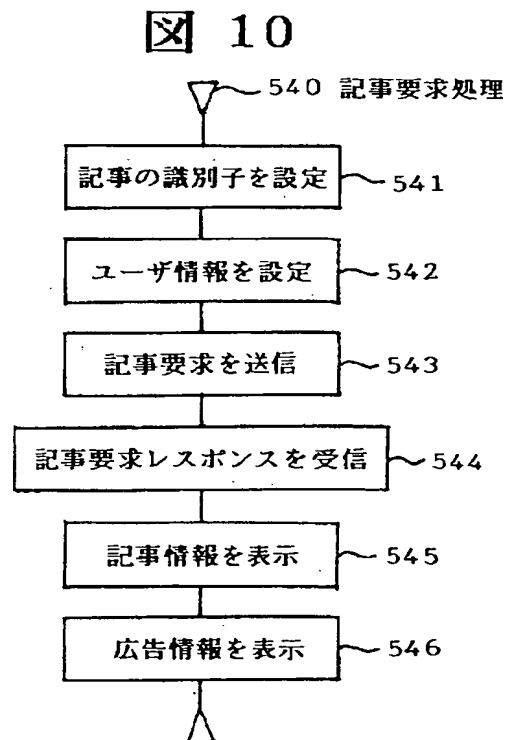 図 10
540 記事要求処理
記事の識別子を設定 541
ユーザ情報を設定 542
記事要求を送信 543
記事要求レスポンスを受信 544
記事情報を表示 545
広告情報を表示 546